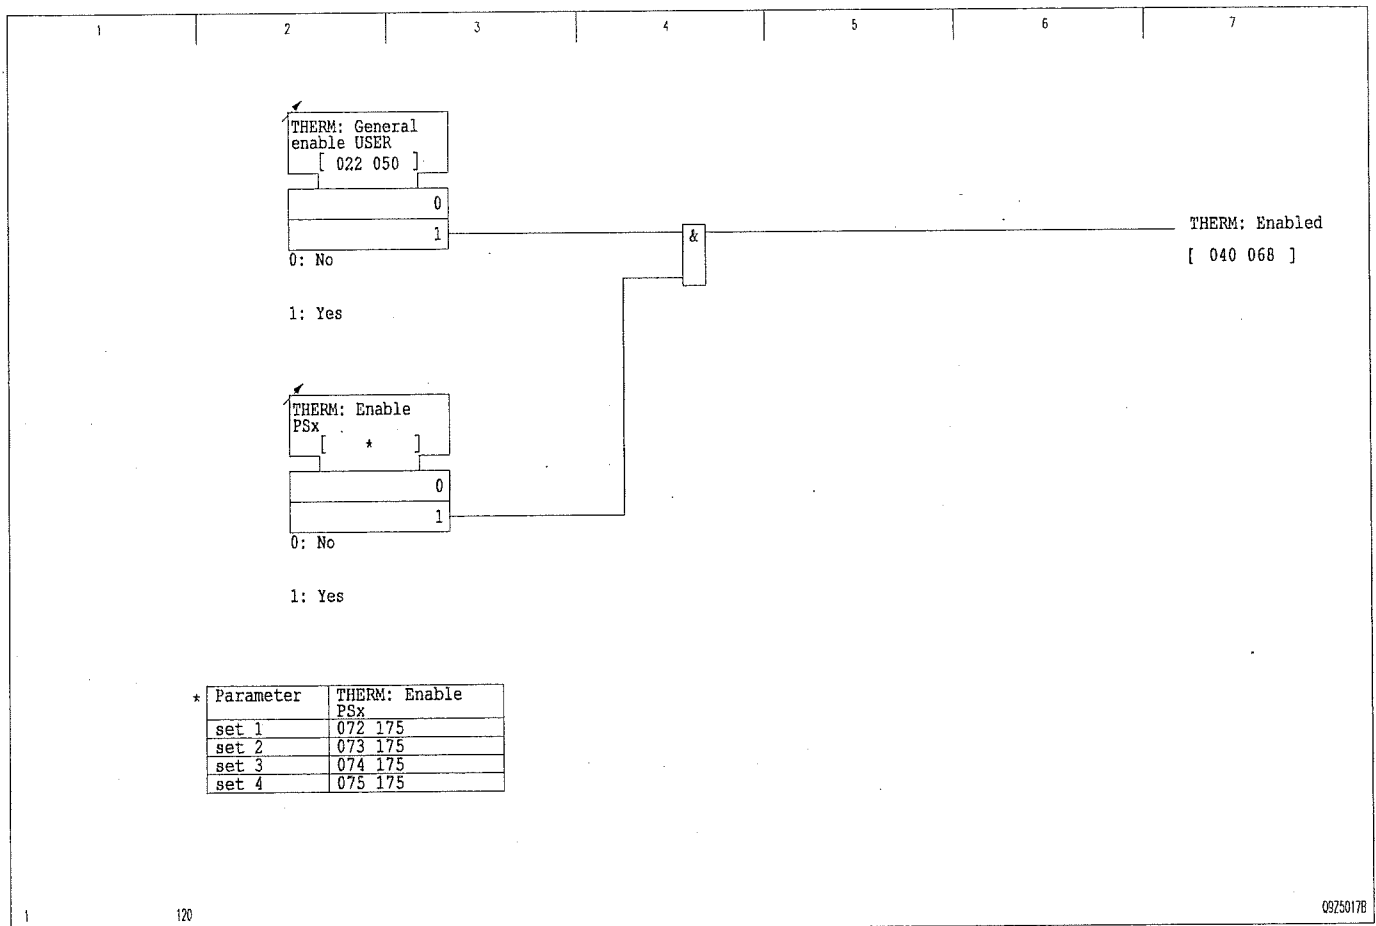 1 2 3 4 5 6 7
THERM: General
enable USER
[ 022 050 ]
0
1
0: No
1: Yes
&
THERM: Enabled
[ 040 068 ]
THERM: Enable
PSx
[ * ]
0
1
0: No
1: Yes
* Parameter THERM: Enable
PSx
set 1 072 175
set 2 073 175
set 3 074 175
set 4 075 175
1 120 Q9Z5017B